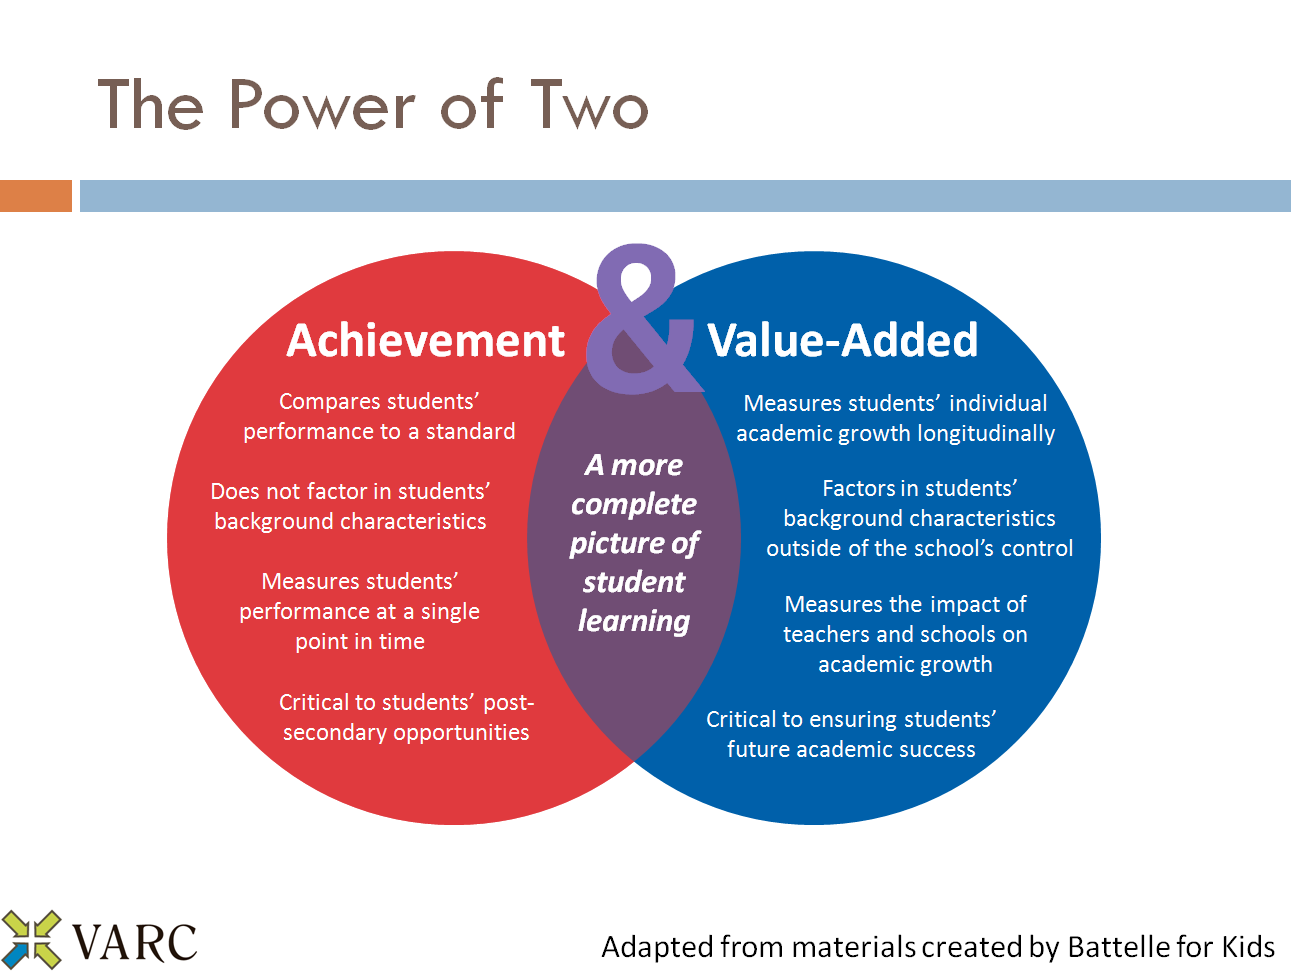 The Power of Two
&
Achievement
Compares students’
performance to a standard
Does not factor in students’
background characteristics
Measures students’
performance at a single
point in time
Critical to students’ post-
secondary opportunities
A more
complete
picture of
student
learning
Value-Added
Measures students’ individual
academic growth longitudinally
Factors in students’
background characteristics
outside of the school’s control
Measures the impact of
teachers and schools on
academic growth
Critical to ensuring students’
future academic success
VARC
Adapted from materials created by Battelle for Kids